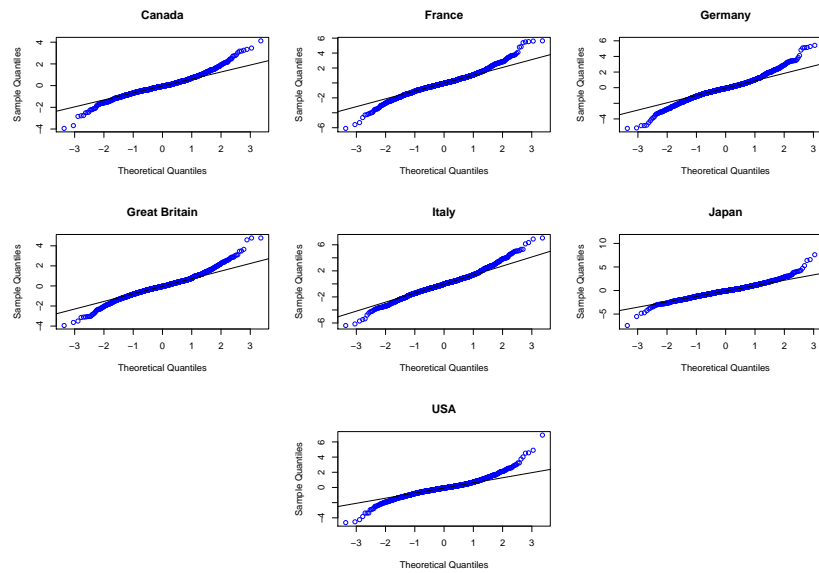 Canada
Sample Quantiles
4
2
0
−2
−4
−3 −2 −1 0 1 2 3
Theoretical Quantiles
France
Sample Quantiles
6
2
−2
−6
−3 −2 −1 0 1 2 3
Theoretical Quantiles
Germany
Sample Quantiles
6
4
2
0
−4
−3 −2 −1 0 1 2 3
Theoretical Quantiles
Great Britain
Sample Quantiles
4
2
0
−2
−4
−3 −2 −1 0 1 2 3
Theoretical Quantiles
Italy
Sample Quantiles
6
2
−2
−6
−3 −2 −1 0 1 2 3
Theoretical Quantiles
Japan
Sample Quantiles
10
5
0
−5
−3 −2 −1 0 1 2 3
Theoretical Quantiles
USA
Sample Quantiles
6
4
2
0
−4
−3 −2 −1 0 1 2 3
Theoretical Quantiles